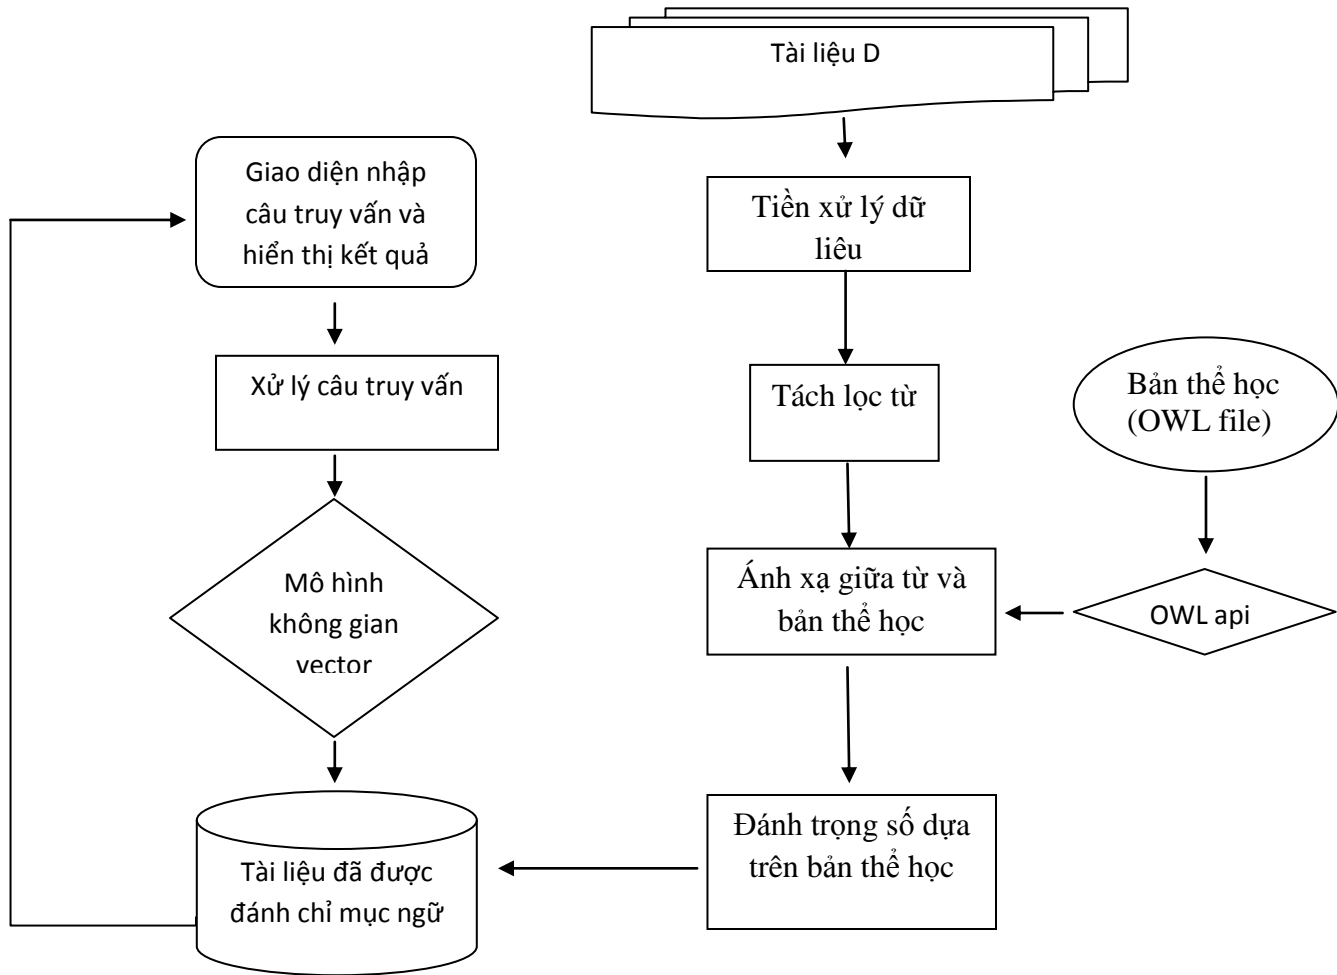 Tài liệu D
Giao diện nhập
câu truy vấn và
hiển thị kết quả
Tiền xử lý dữ
liêu
Xử lý câu truy vấn
Tách lọc từ
Bản thể học
(OWL file)
Mô hình
không gian
vector
Ánh xạ giữa từ và
bản thể học
OWL api
Đánh trọng số dựa
trên bản thể học
Tài liệu đã được
đánh chỉ mục ngữ